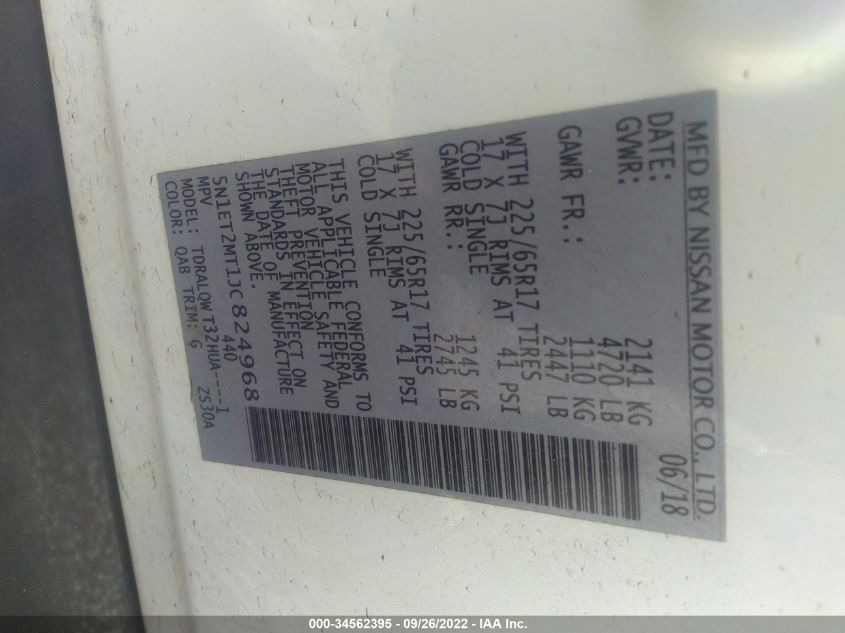 MFD BY NISSAN MOTOR CO., LTD.
DATE: 06/18
GVWR: 2141 KG
4720 LB
GAWR FR.: 1110 KG
2447 LB
WITH 225/65R17 TIRES
17 X 7J RIMS AT 41 PSI
COLD SINGLE
GAWR RR.: 1245 KG
2745 LB
WITH 225/65R17 TIRES
17 X 7J RIMS AT 41 PSI
COLD SINGLE
THIS VEHICLE CONFORMS TO
ALL APPLICABLE FEDERAL
MOTOR VEHICLE SAFETY AND
THEFT PREVENTION
STANDARDS IN EFFECT ON
THE DATE OF MANUFACTURE
SHOWN ABOVE.
5N1ET2MT1JC824968
MPV 440
MODEL: TDRALQW T32HUA----1
COLOR: QAB TRIM: G ZS30A
000-34562395 - 09/26/2022 - IAA Inc.